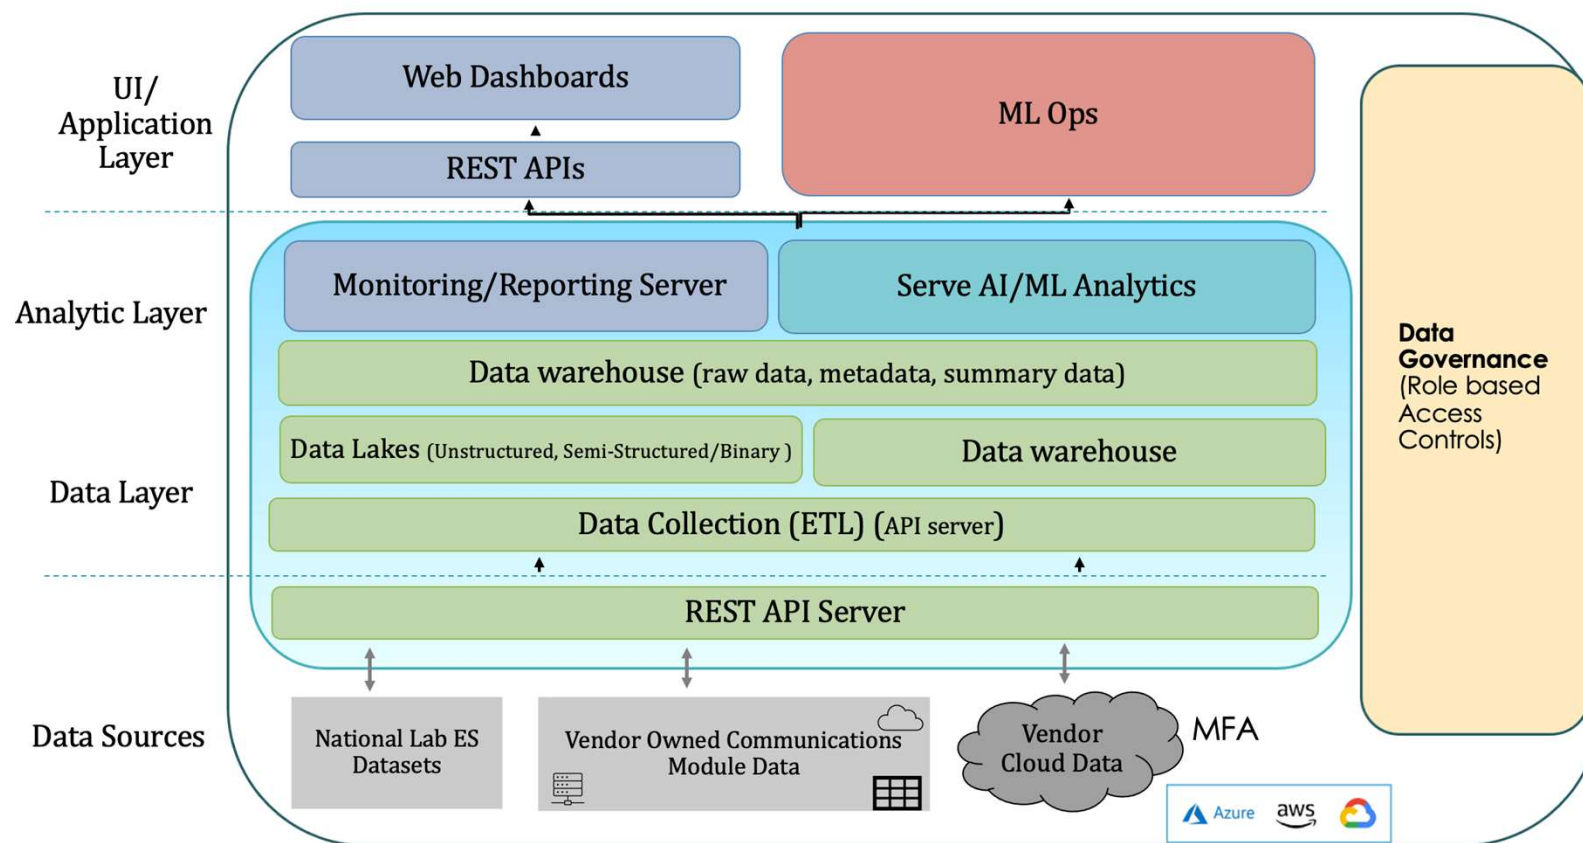 UI/
Application
Layer
Web Dashboards
REST APIs
ML Ops
Analytic Layer
Monitoring/Reporting Server
Serve AI/ML Analytics
Data warehouse (raw data, metadata, summary data)
Data Layer
Data Lakes (Unstructured, Semi-Structured/Binary )
Data warehouse
Data Collection (ETL) (API server)
REST API Server
Data Sources
National Lab ES
Datasets
Vendor Owned Communications
Module Data
Vendor
Cloud Data
MFA
Azure
aws
Data
Governance
(Role based
Access
Controls)